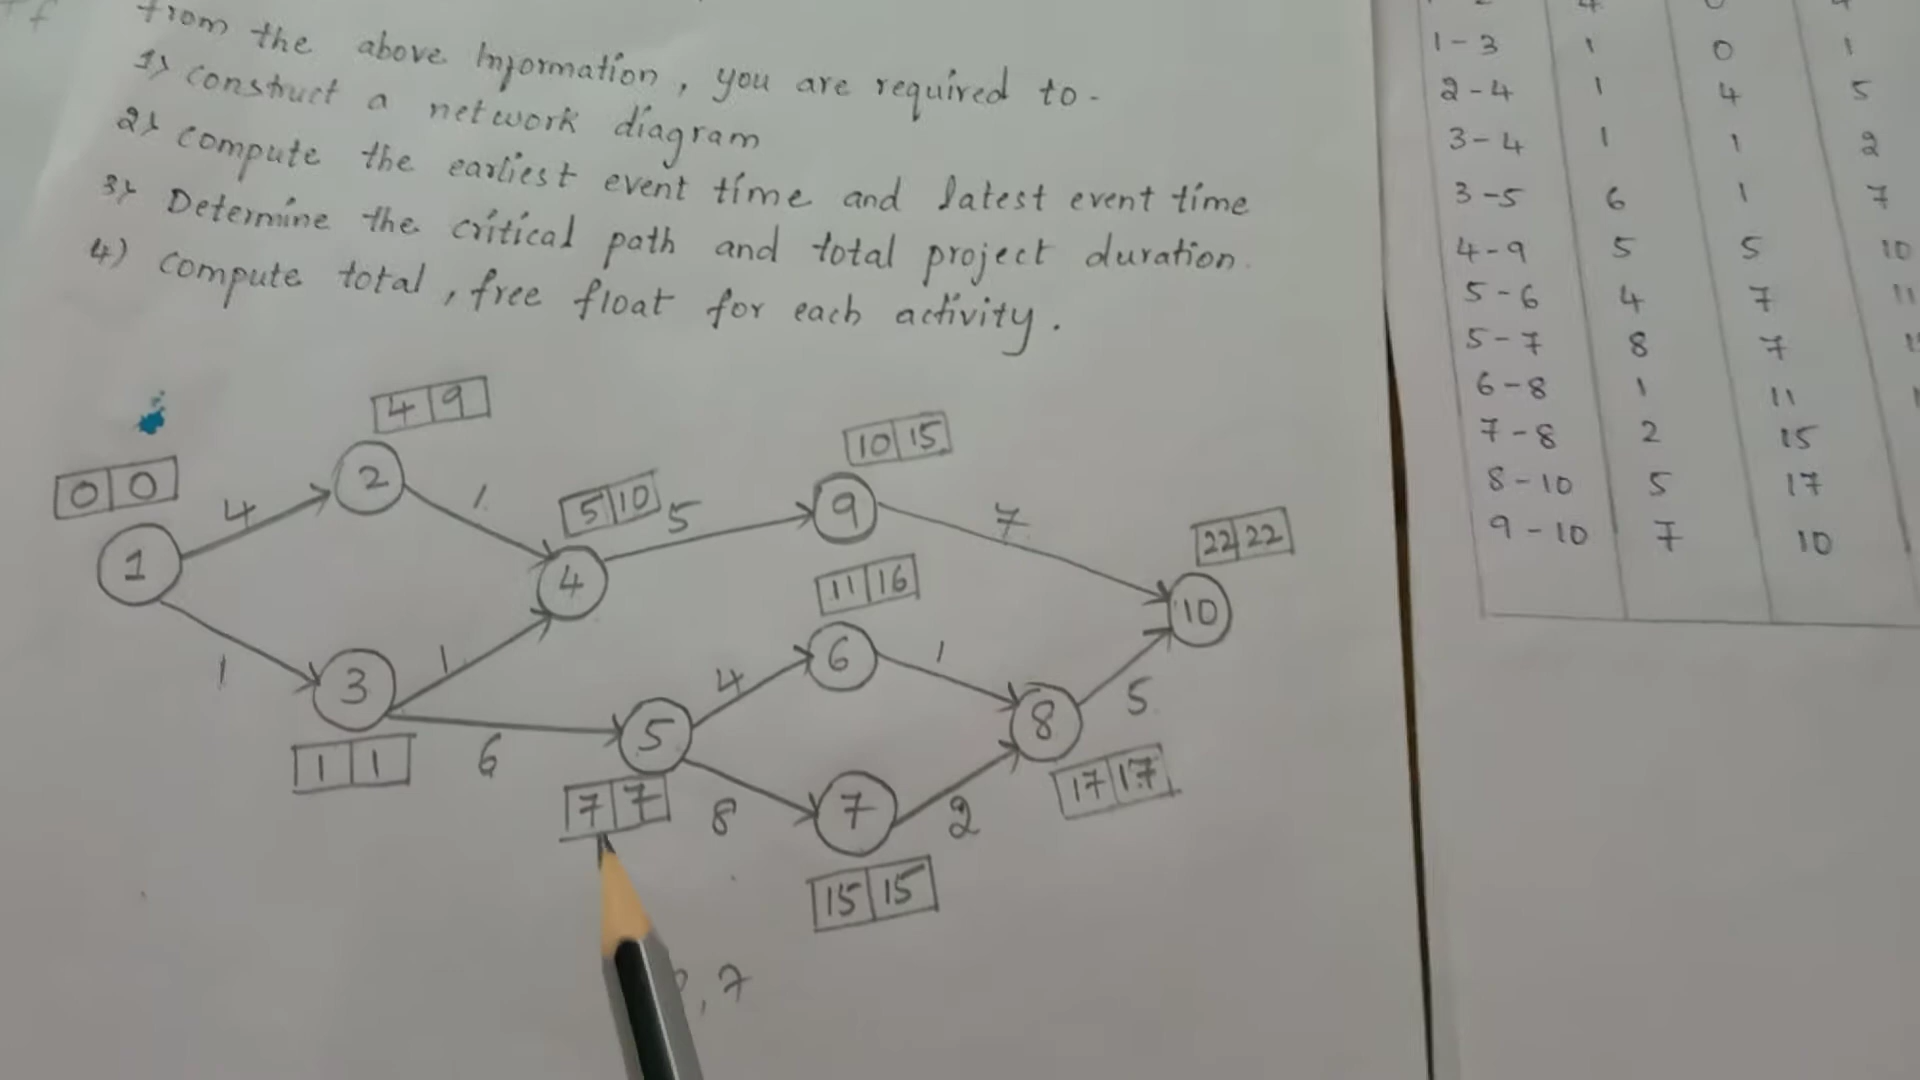 from the above Information, you are required to -
1) construct a network diagram
2) compute the earliest event time and latest event time
3) Determine the critical path and total project duration.
4) compute total, free float for each activity.
4 9
0 0
2
4
1
1
5 10
5
10 15
9
7
4
11 16
22 22
10
1
3
1
1 1
6
5
7 7
4
6
1
8
7
15 15
2
8
17 17
5
, 7
1-3 1 0 1
2-4 1 4 5
3-4 1 1 2
3-5 6 1 7
4-9 5 5 10
5-6 4 7 11
5-7 8 7
6-8 1 11
7-8 2 15
8-10 5 17
9-10 7 10